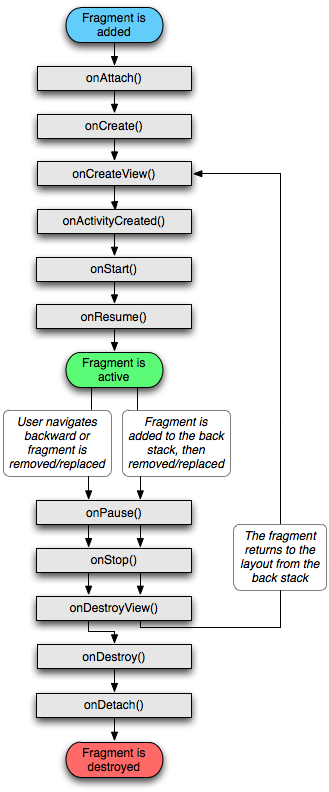 Fragment is
added
onAttach()
onCreate()
onCreateView()
onActivityCreated()
onStart()
onResume()
Fragment is
active
User navigates
backward or
fragment is
removed/replaced
Fragment is
added to the back
stack, then
removed/replaced
onPause()
onStop()
The fragment
returns to the
layout from the
back stack
onDestroyView()
onDestroy()
onDetach()
Fragment is
destroyed